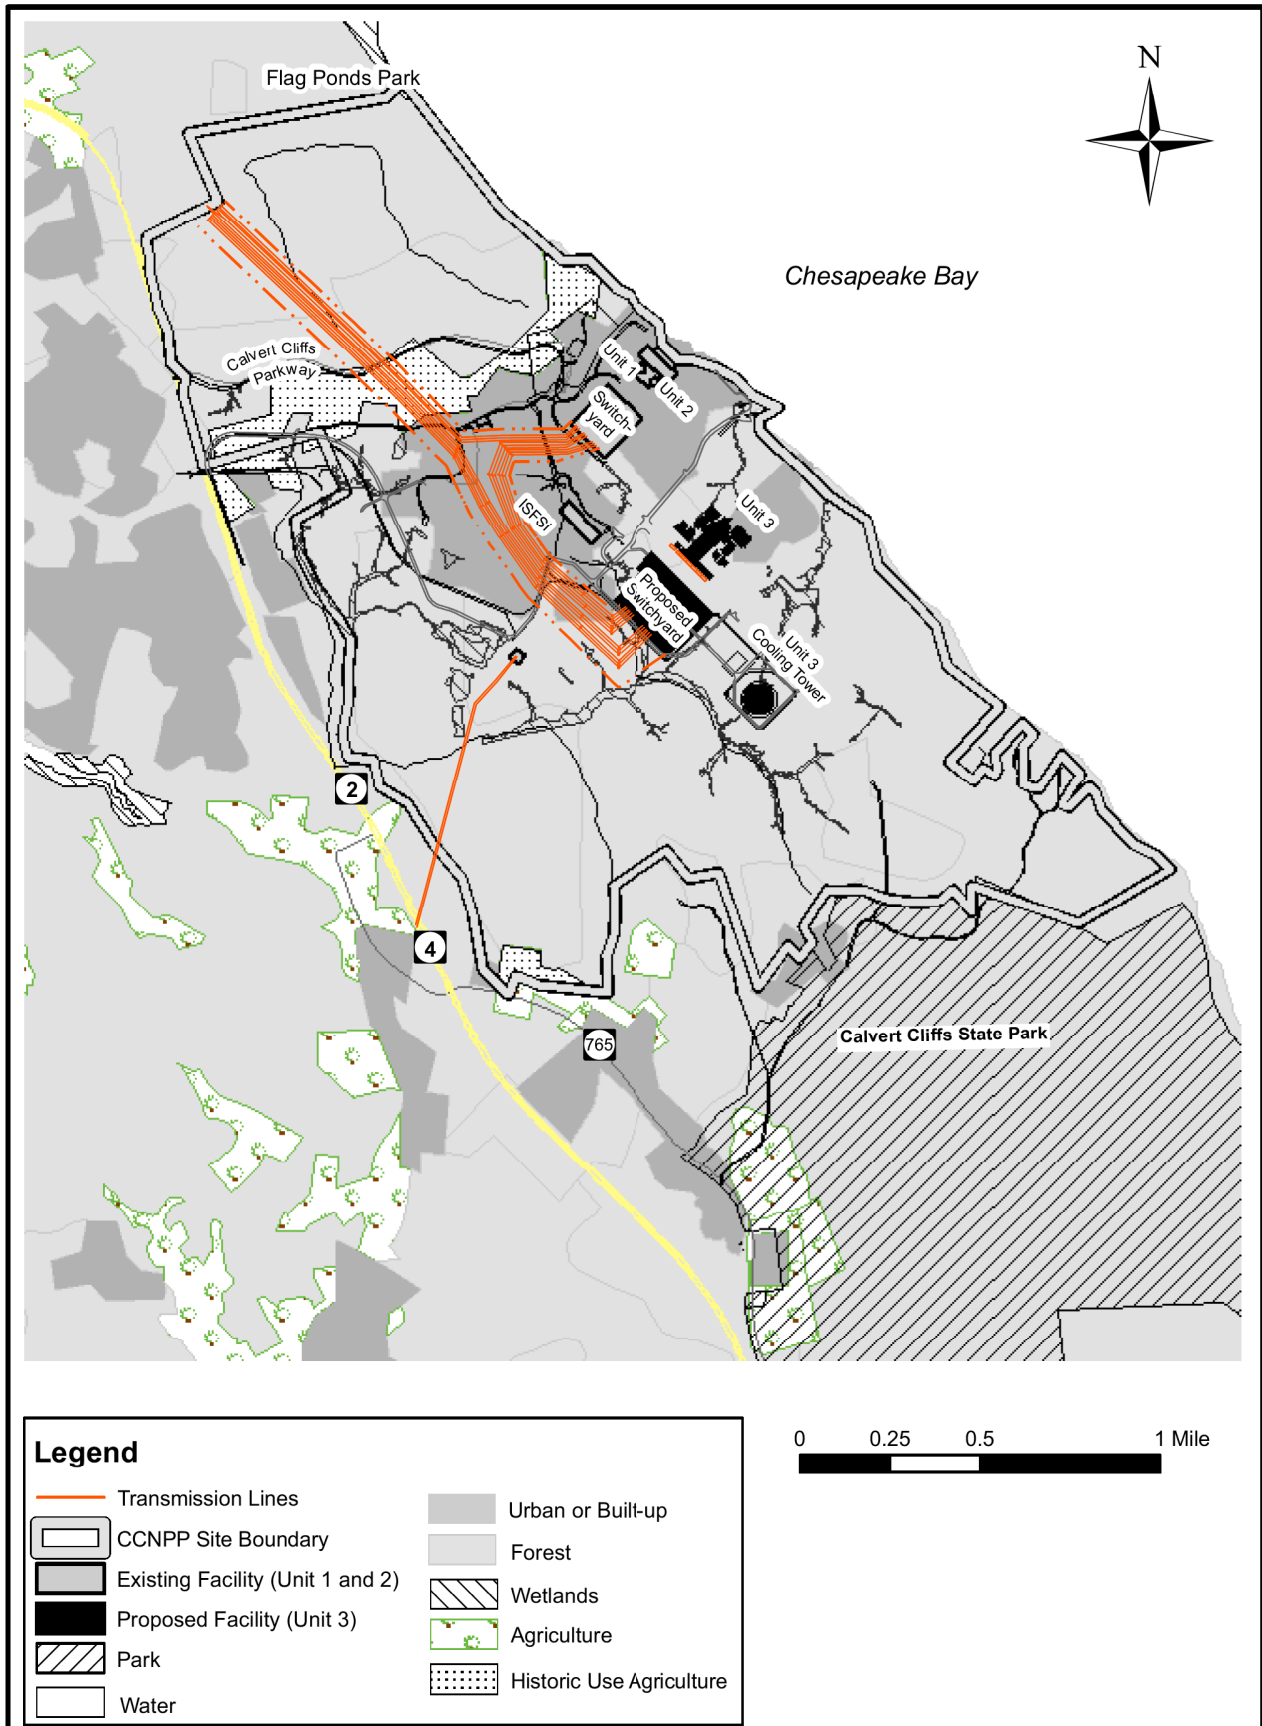 N
Flag Ponds Park
Chesapeake Bay
Calvert Cliffs
Parkway
Unit 1
Unit 2
Switch-
yard
ISFSI
Unit 3
Proposed
Switchyard
Unit 3
Cooling Tower
2
4
765
Calvert Cliffs State Park
Legend
Transmission Lines
CCNPP Site Boundary
Existing Facility (Unit 1 and 2)
Proposed Facility (Unit 3)
Park
Water
Urban or Built-up
Forest
Wetlands
Agriculture
Historic Use Agriculture
0 0.25 0.5 1 Mile